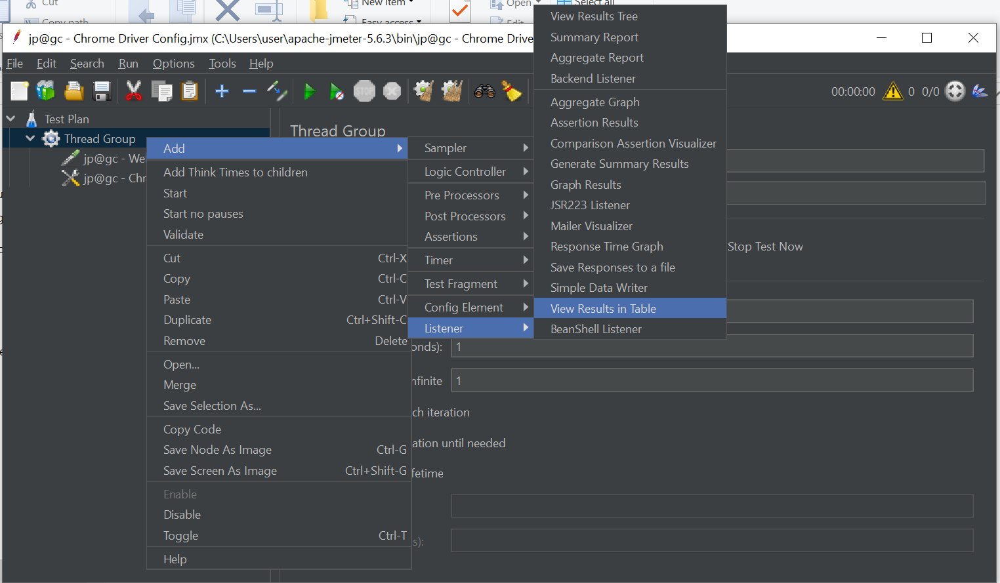 Cut
New item
Open
Select all
Copy path
Easy access
Edit
jp@gc - Chrome Driver Config.jmx (C:\Users\user\apache-jmeter-5.6.3\bin\jp@gc - Chrome Drive
File Edit Search Run Options Tools Help
STOP
00:00:00 0 0/0
Test Plan
Thread Group
jp@gc - We
jp@gc - Chr
Thread Group
Add
Add Think Times to children
Start
Start no pauses
Validate
Cut Ctrl-X
Copy Ctrl-C
Paste Ctrl-V
Duplicate Ctrl+Shift-C
Remove Delete
Open...
Merge
Save Selection As...
Copy Code
Save Node As Image Ctrl-G
Save Screen As Image Ctrl+Shift-G
Enable
Disable
Toggle Ctrl-T
Help
Sampler
Logic Controller
Pre Processors
Post Processors
Assertions
Timer
Test Fragment
Config Element
Listener
View Results Tree
Summary Report
Aggregate Report
Backend Listener
Aggregate Graph
Assertion Results
Comparison Assertion Visualizer
Generate Summary Results
Graph Results
JSR223 Listener
Mailer Visualizer
Response Time Graph
Save Responses to a file
Simple Data Writer
View Results in Table
BeanShell Listener
Stop Test Now
onds): 1
nfinite 1
ch iteration
ation until needed
fetime
s):